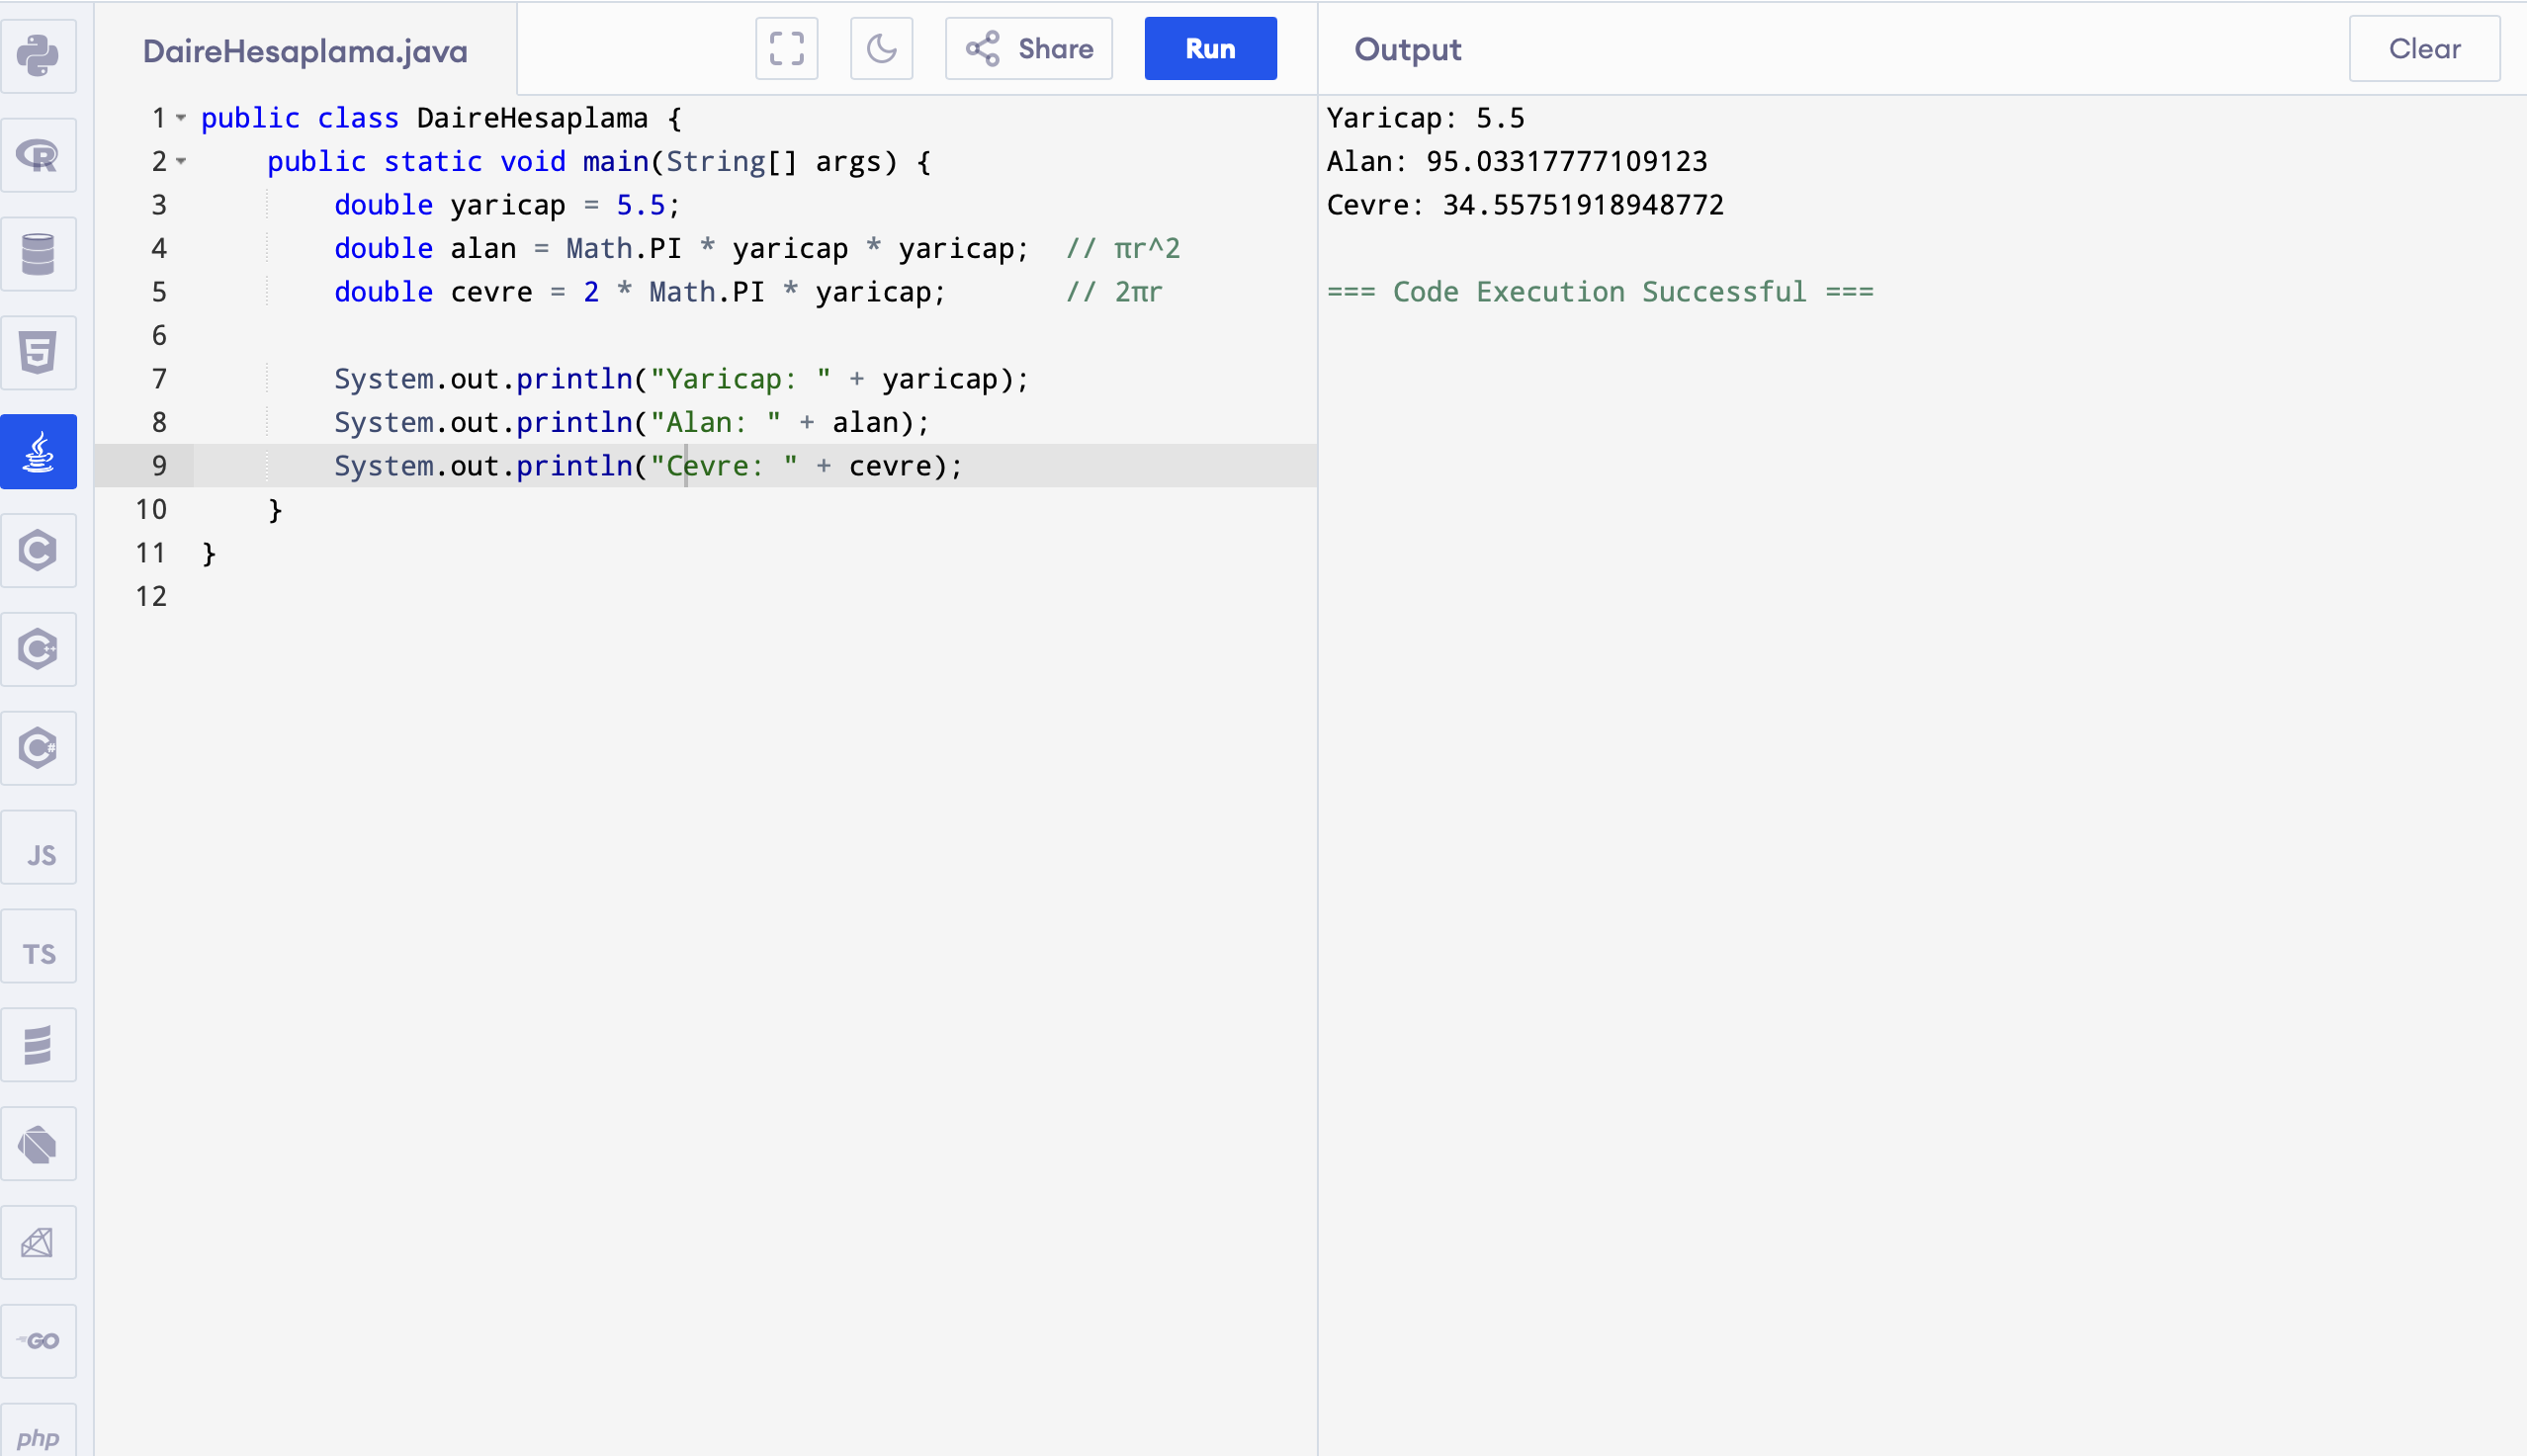 DaireHesaplama.java
Share
Run
Output
Clear
1 public class DaireHesaplama {
2     public static void main(String[] args) {
3         double yaricap = 5.5;
4         double alan = Math.PI * yaricap * yaricap;  // πr^2
5         double cevre = 2 * Math.PI * yaricap;       // 2πr
6
7         System.out.println("Yaricap: " + yaricap);
8         System.out.println("Alan: " + alan);
9         System.out.println("Cevre: " + cevre);
10     }
11 }
12
Yaricap: 5.5
Alan: 95.03317777109123
Cevre: 34.55751918948772
=== Code Execution Successful ===
R
5
C
C++
C#
JS
TS
GO
php